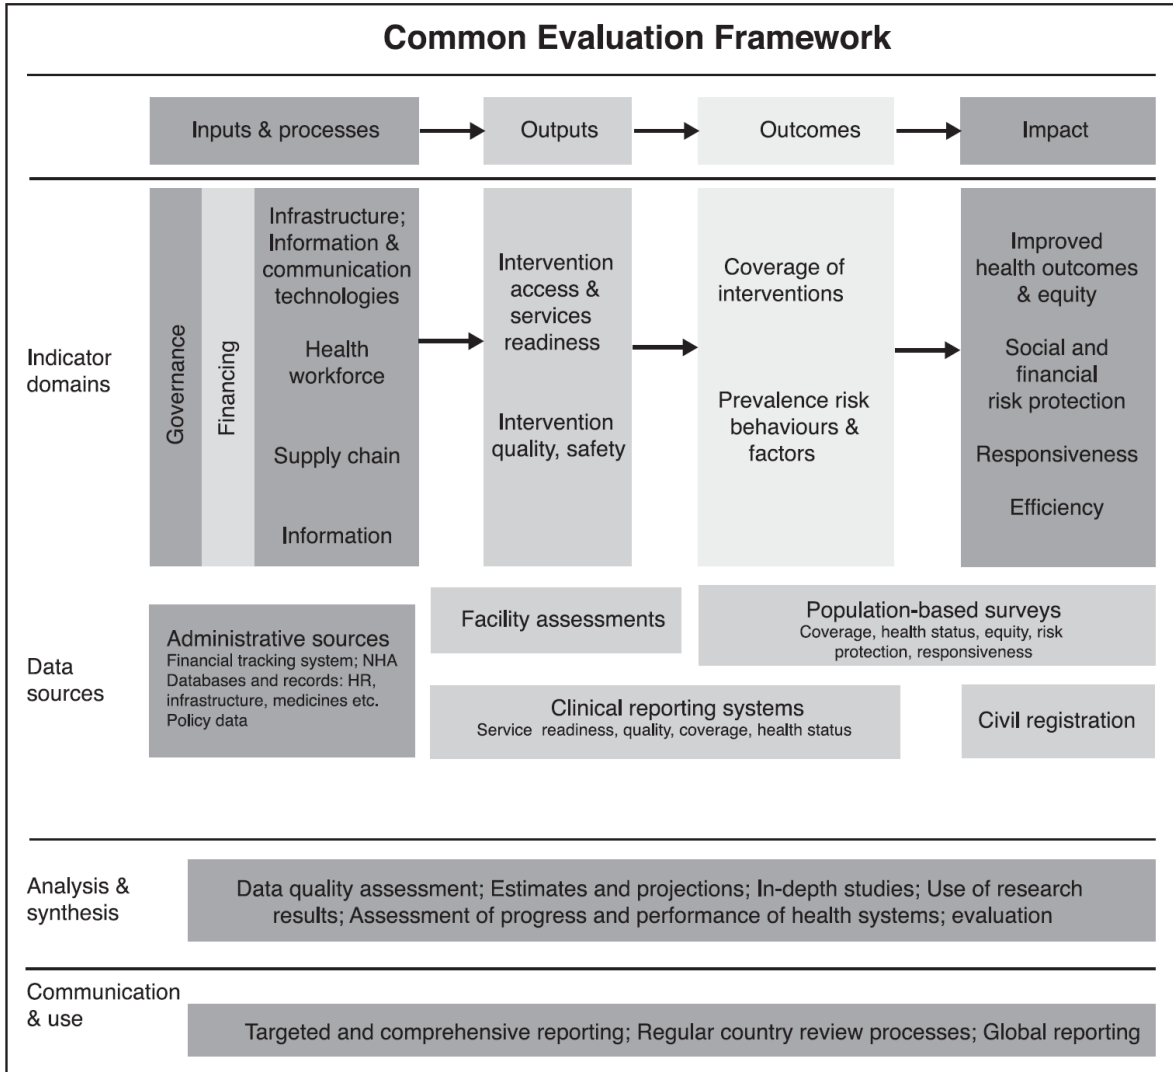 Common Evaluation Framework
Inputs & processes
Outputs
Outcomes
Impact
Indicator
domains
Governance
Financing
Infrastructure;
Information &
communication
technologies
Health
workforce
Supply chain
Information
Intervention
access &
services
readiness
Intervention
quality, safety
Coverage of
interventions
Prevalence risk
behaviours &
factors
Improved
health outcomes
& equity
Social and
financial
risk protection
Responsiveness
Efficiency
Data
sources
Administrative sources
Financial tracking system; NHA
Databases and records: HR,
infrastructure, medicines etc.
Policy data
Facility assessments
Population-based surveys
Coverage, health status, equity, risk
protection, responsiveness
Clinical reporting systems
Service readiness, quality, coverage, health status
Civil registration
Analysis &
synthesis
Data quality assessment; Estimates and projections; In-depth studies; Use of research
results; Assessment of progress and performance of health systems; evaluation
Communication
& use
Targeted and comprehensive reporting; Regular country review processes; Global reporting